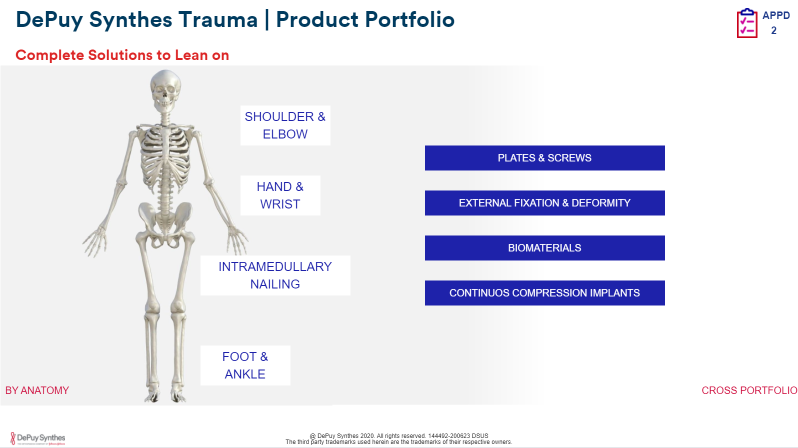 DePuy Synthes Trauma | Product Portfolio
APPD
2
Complete Solutions to Lean on
SHOULDER &
ELBOW
HAND &
WRIST
INTRAMEDULLARY
NAILING
FOOT &
ANKLE
BY ANATOMY
PLATES & SCREWS
EXTERNAL FIXATION & DEFORMITY
BIOMATERIALS
CONTINUOS COMPRESSION IMPLANTS
CROSS PORTFOLIO
DePuy Synthes
@ DePuy Synthes 2020. All rights reserved. 144492-200623 DSUS
The third party trademarks used herein are the trademarks of their respective owners.